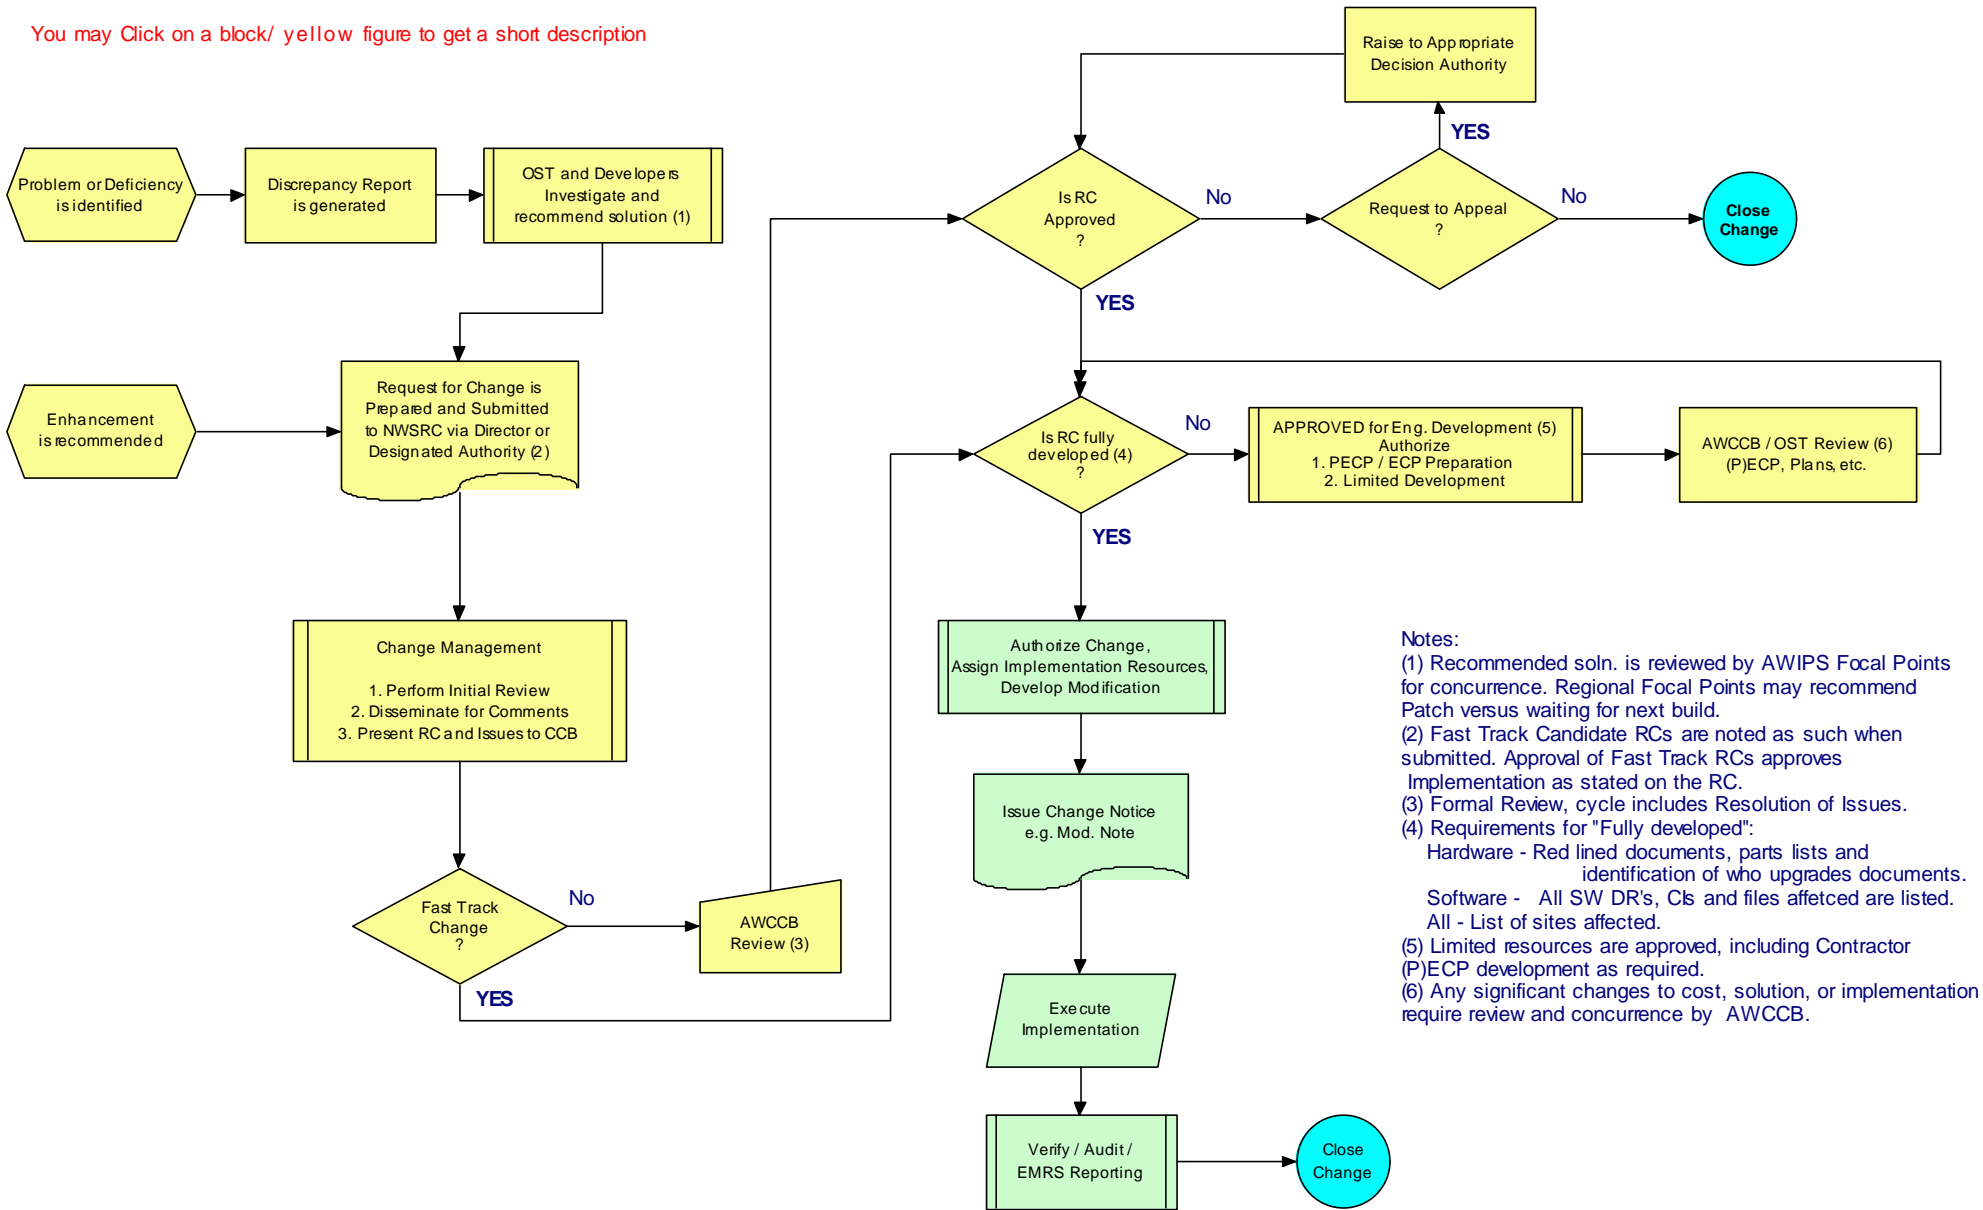 You may Click on a block/ yellow figure to get a short description
Raise to Appropriate
Decision Authority
YES
Problem or Deficiency
is identified
Discrepancy Report
is generated
OST and Developers
Investigate and
recommend solution (1)
Is RC
Approved
?
No
Request to Appeal
?
No
Close
Change
YES
Request for Change is
Prepared and Submitted
to NWSRC via Director or
Designated Authority (2)
Enhancement
is recommended
Is RC fully
developed (4)
?
No
APPROVED for Eng. Development (5)
Authorize
1. PECP / ECP Preparation
2. Limited Development
AWCCB / OST Review (6)
(P)ECP, Plans, etc.
YES
Change Management
1. Perform Initial Review
2. Disseminate for Comments
3. Present RC and Issues to CCB
Authorize Change,
Assign Implementation Resources,
Develop Modification
Issue Change Notice
e.g. Mod. Note
Fast Track
Change
?
No
AWCCB
Review (3)
YES
Execute
Implementation
Verify / Audit /
EMRS Reporting
Close
Change
Notes:
(1) Recommended soln. is reviewed by AWIPS Focal Points
for concurrence. Regional Focal Points may recommend
Patch versus waiting for next build.
(2) Fast Track Candidate RCs are noted as such when
submitted. Approval of Fast Track RCs approves
Implementation as stated on the RC.
(3) Formal Review, cycle includes Resolution of Issues.
(4) Requirements for "Fully developed":
Hardware - Red lined documents, parts lists and
identification of who upgrades documents.
Software - All SW DR's, CIs and files affetced are listed.
All - List of sites affected.
(5) Limited resources are approved, including Contractor
(P)ECP development as required.
(6) Any significant changes to cost, solution, or implementation
require review and concurrence by AWCCB.